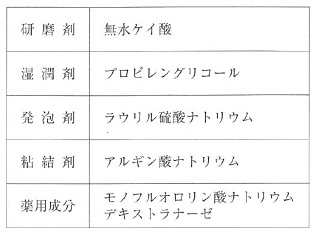 研磨剤 無水ケイ酸
湿潤剤 プロピレングリコール
発泡剤 ラウリル硫酸ナトリウム
粘結剤 アルギン酸ナトリウム
薬用成分 モノフルオロリン酸ナトリウム
デキストラナーゼ